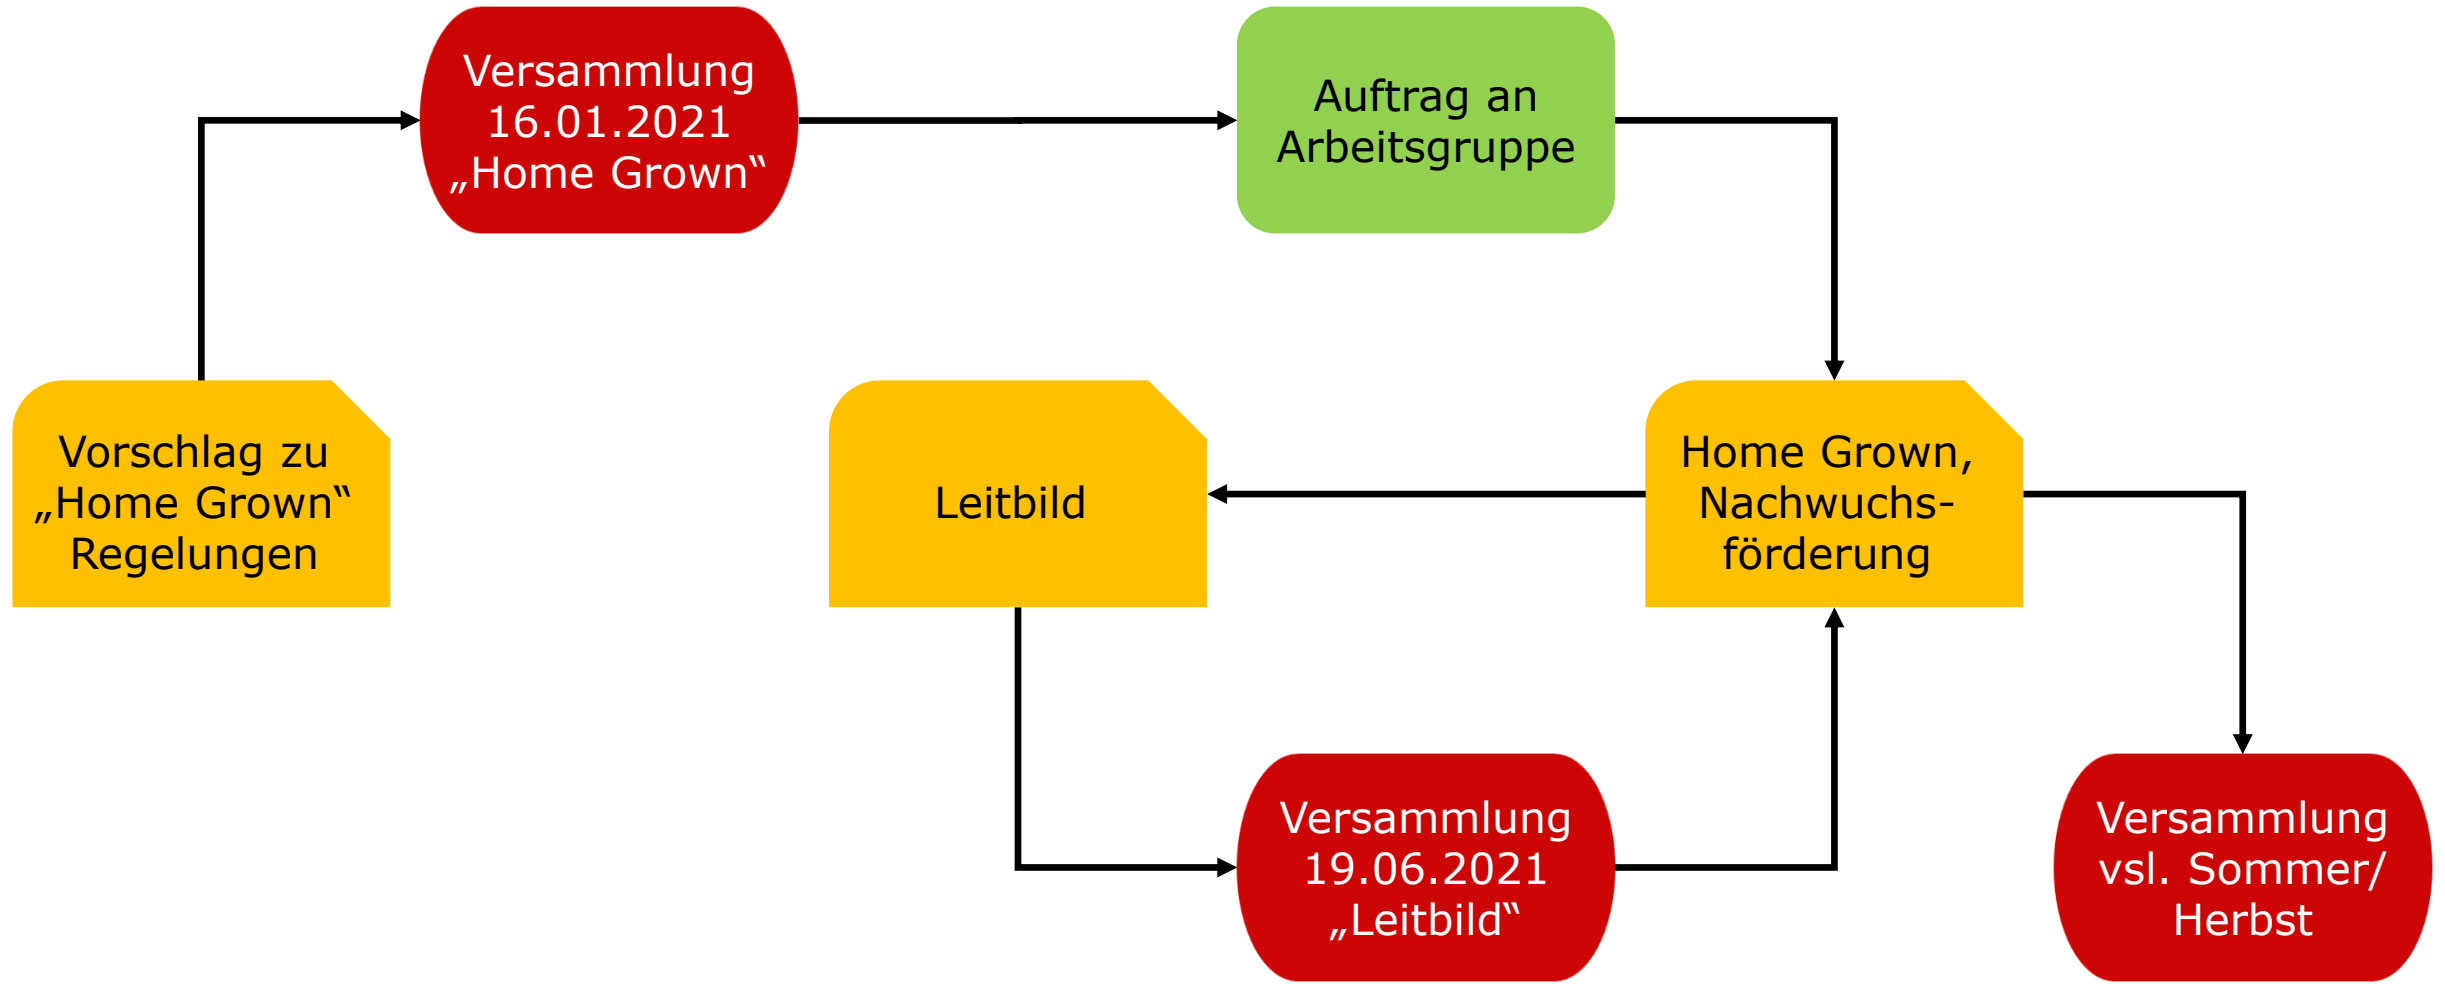 Versammlung
16.01.2021
„Home Grown“
Auftrag an
Arbeitsgruppe
Vorschlag zu
„Home Grown“
Regelungen
Leitbild
Home Grown,
Nachwuchs-
förderung
Versammlung
19.06.2021
„Leitbild“
Versammlung
vsl. Sommer/
Herbst